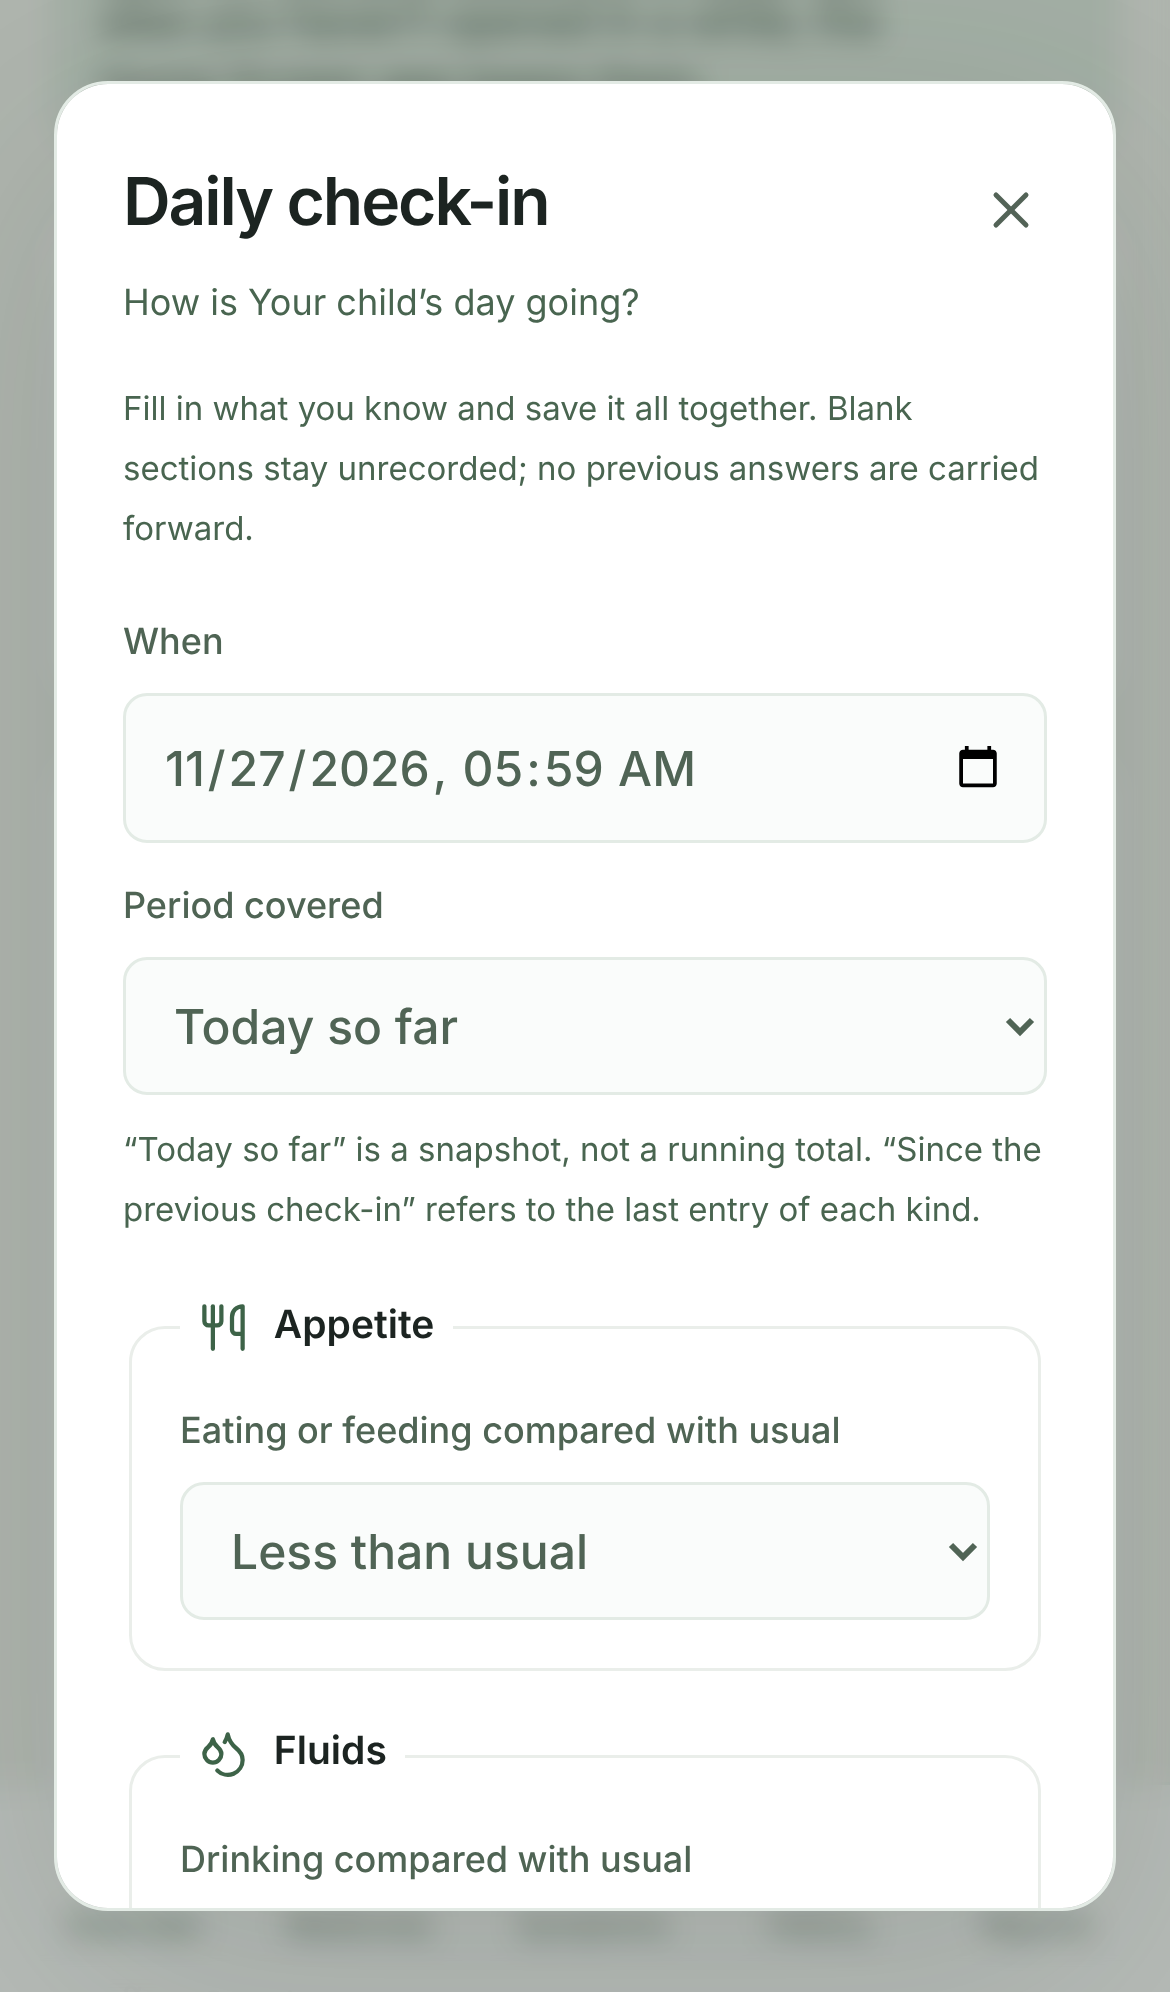 Daily check-in
How is Your child’s day going?
Fill in what you know and save it all together. Blank
sections stay unrecorded; no previous answers are carried
forward.
When
11/27/2026, 05:59 AM
Period covered
Today so far
“Today so far” is a snapshot, not a running total. “Since the
previous check-in” refers to the last entry of each kind.
Appetite
Eating or feeding compared with usual
Less than usual
Fluids
Drinking compared with usual